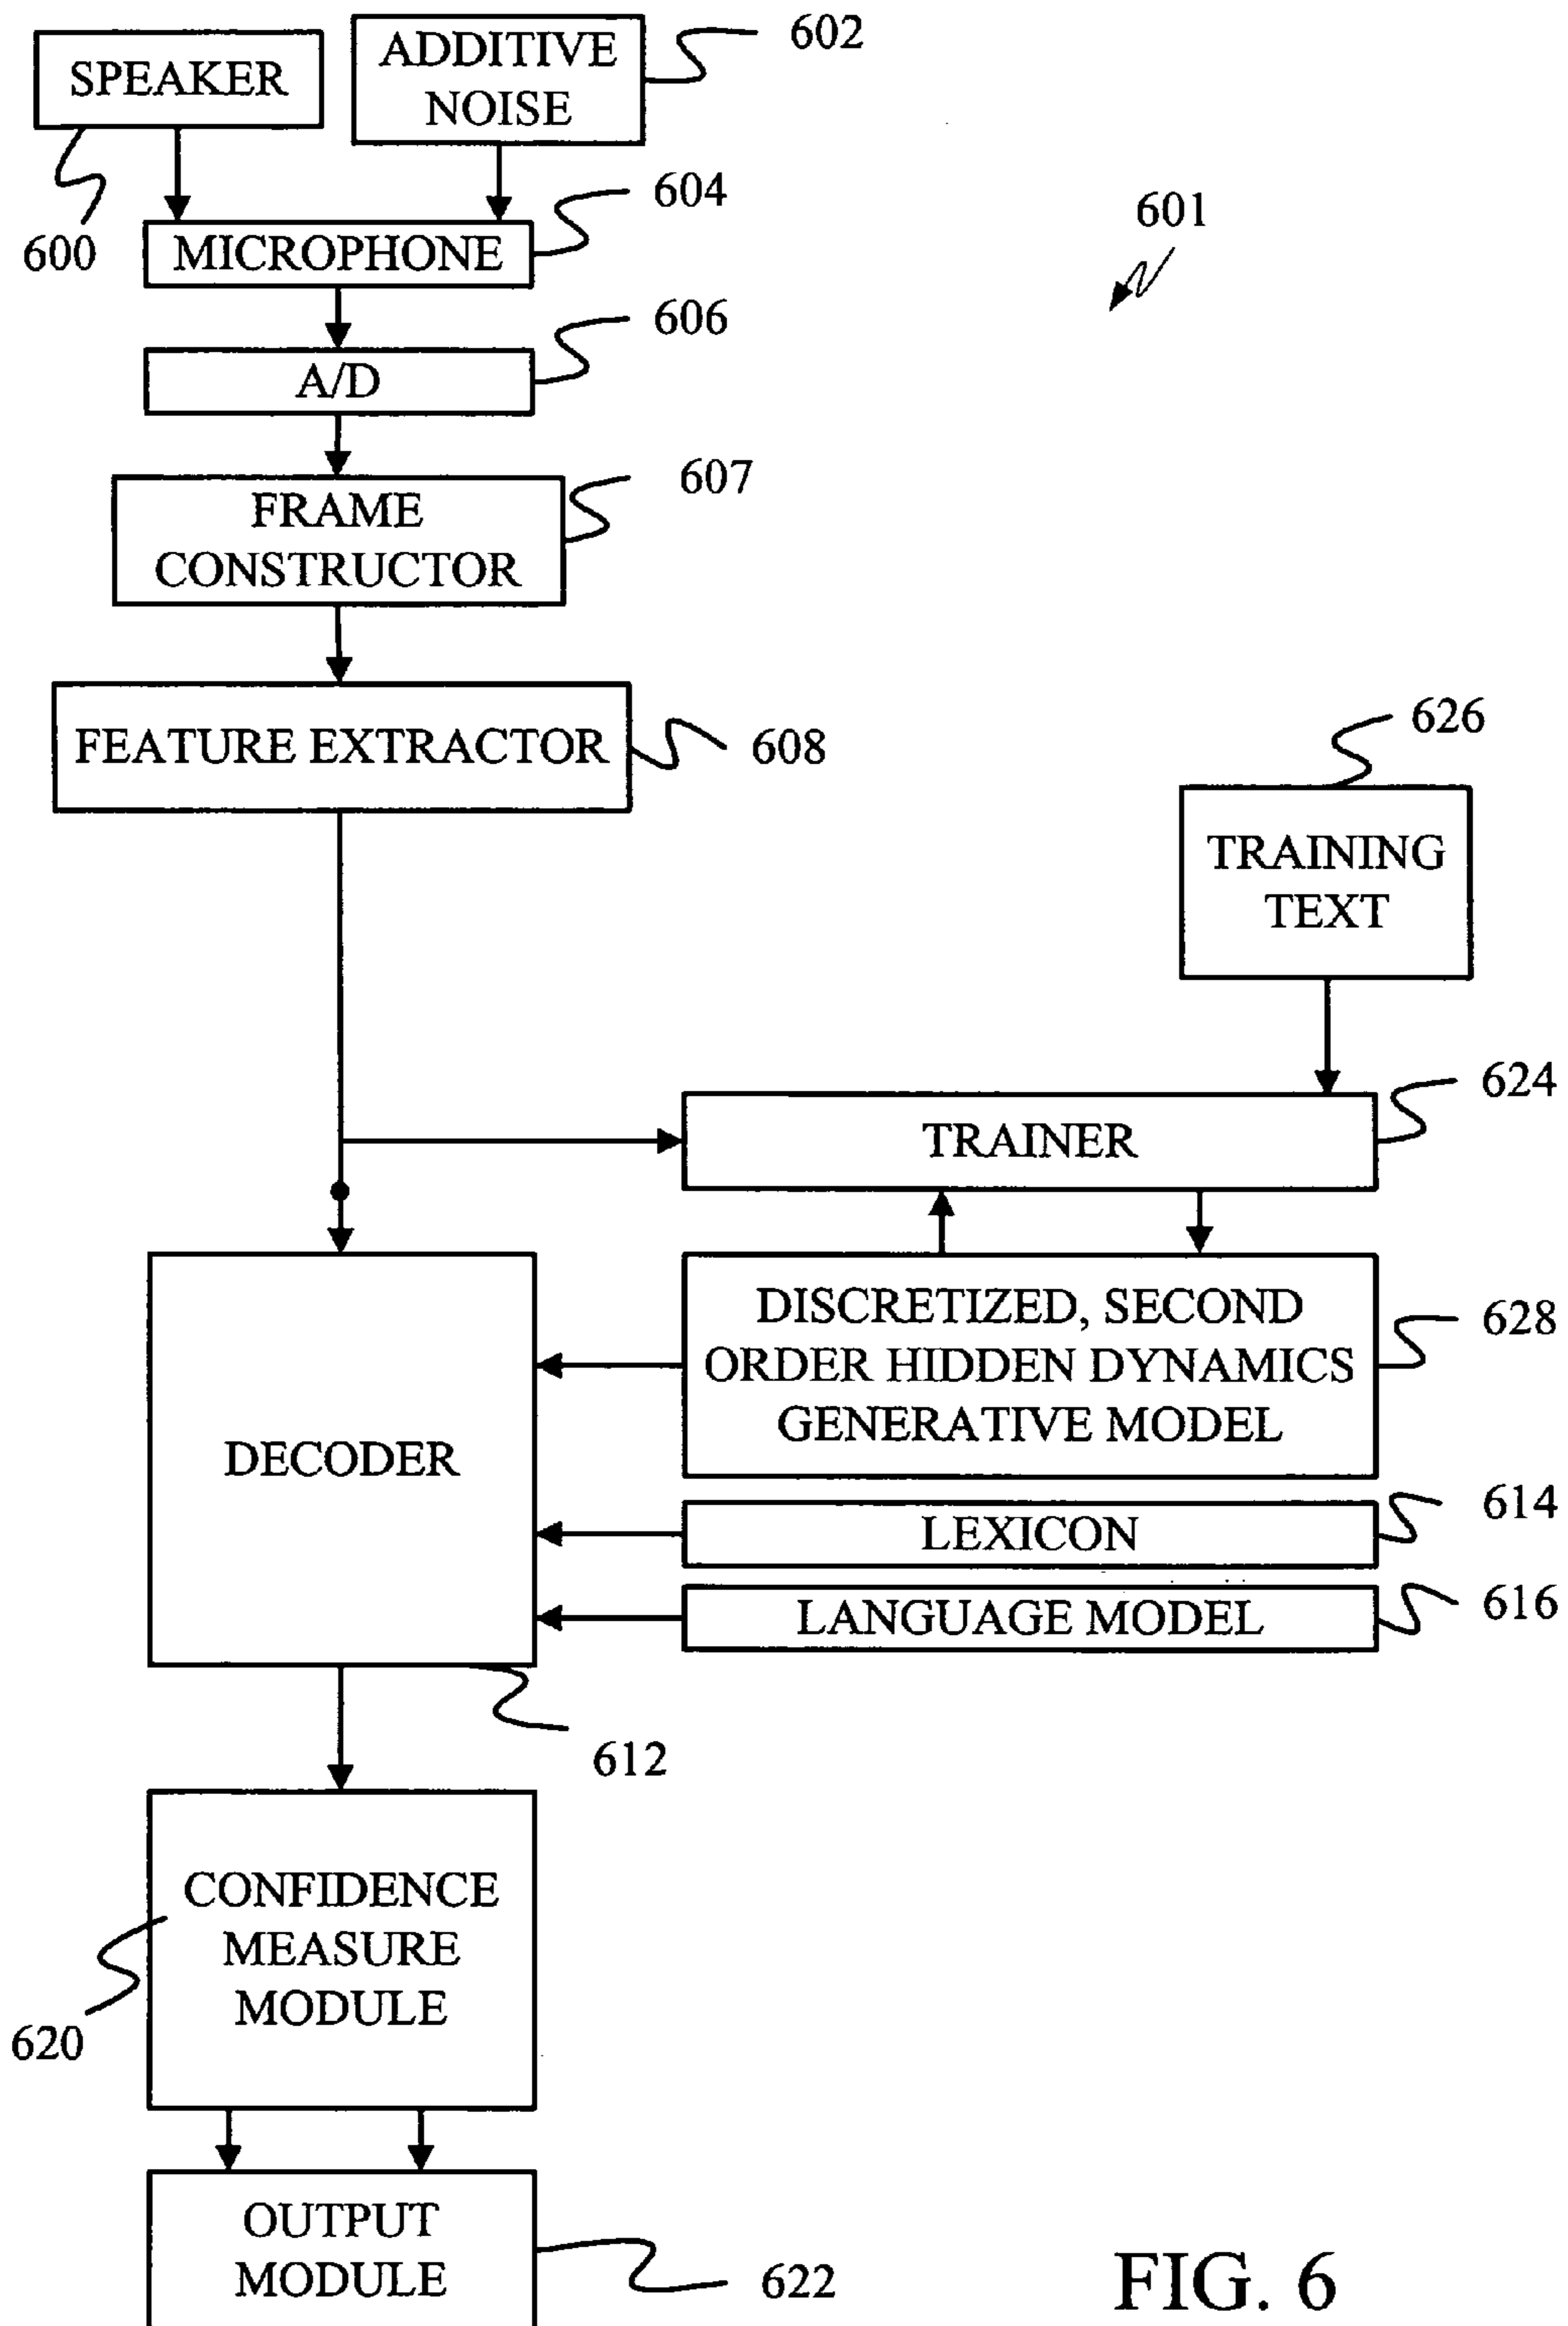 SPEAKER
ADDITIVE
NOISE
602
600
604
MICROPHONE
601
606
A/D
607
FRAME
CONSTRUCTOR
FEATURE EXTRACTOR
608
626
TRAINING
TEXT
624
TRAINER
DISCRETIZED, SECOND
ORDER HIDDEN DYNAMICS
GENERATIVE MODEL
628
DECODER
614
LEXICON
616
LANGUAGE MODEL
612
CONFIDENCE
MEASURE
MODULE
620
OUTPUT
MODULE
622
FIG. 6